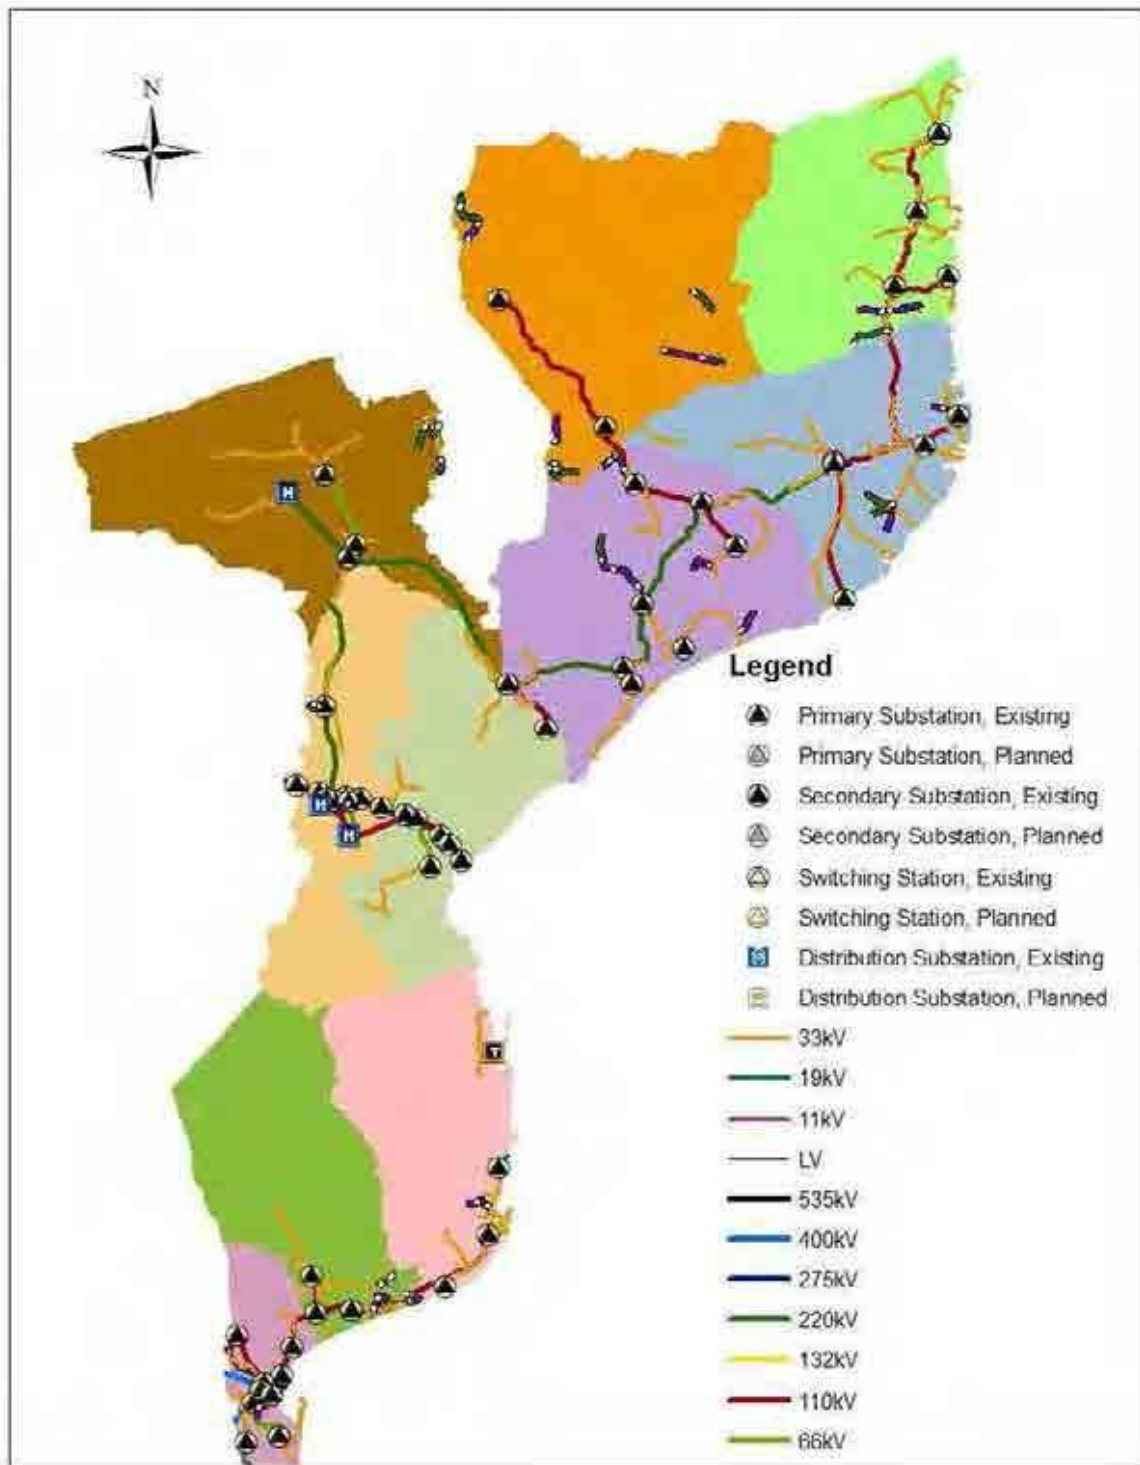 N
H
H
H
T
Legend
Primary Substation, Existing
Primary Substation, Planned
Secondary Substation, Existing
Secondary Substation, Planned
Switching Station, Existing
Switching Station, Planned
Distribution Substation, Existing
Distribution Substation, Planned
33kV
19kV
11kV
LV
535kV
400kV
275kV
220kV
132kV
110kV
66kV